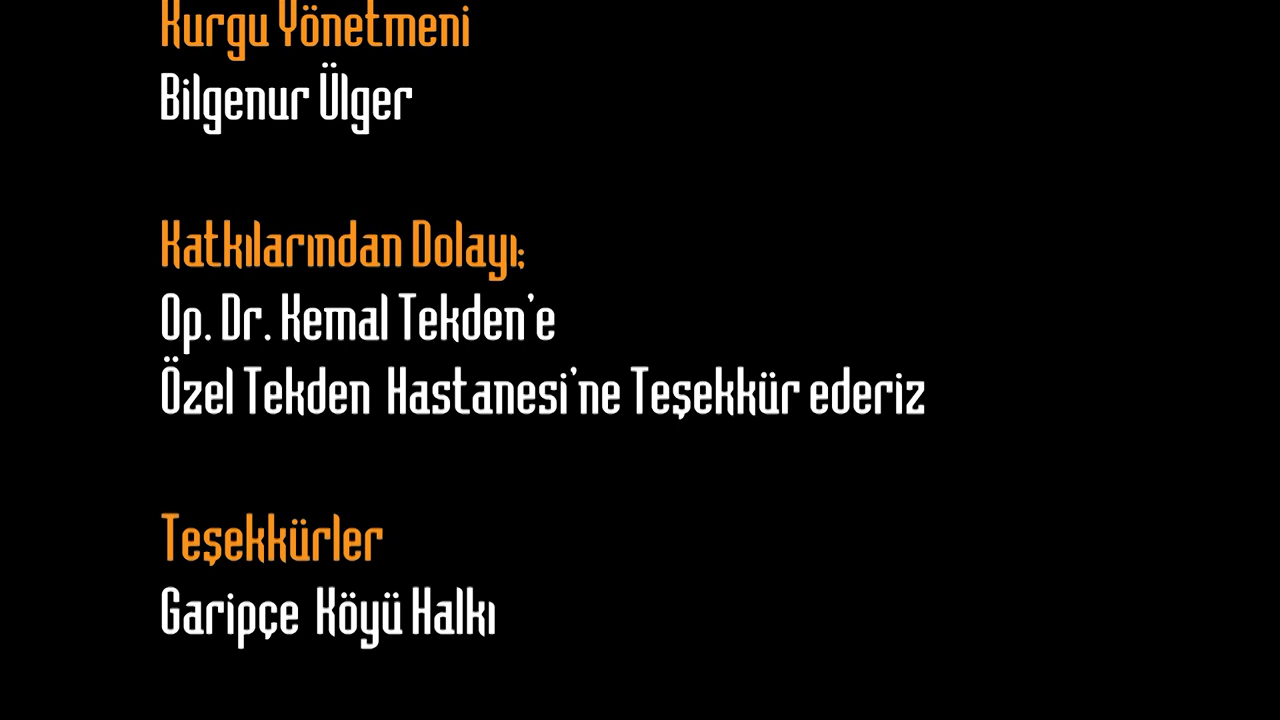 Kurgu Yönetmeni
Bilgenur Ülger
Katkılarından Dolayı;
Op. Dr. Kemal Tekden'e
Özel Tekden Hastanesi'ne Teşekkür ederiz
Teşekkürler
Garipçe Köyü Halkı